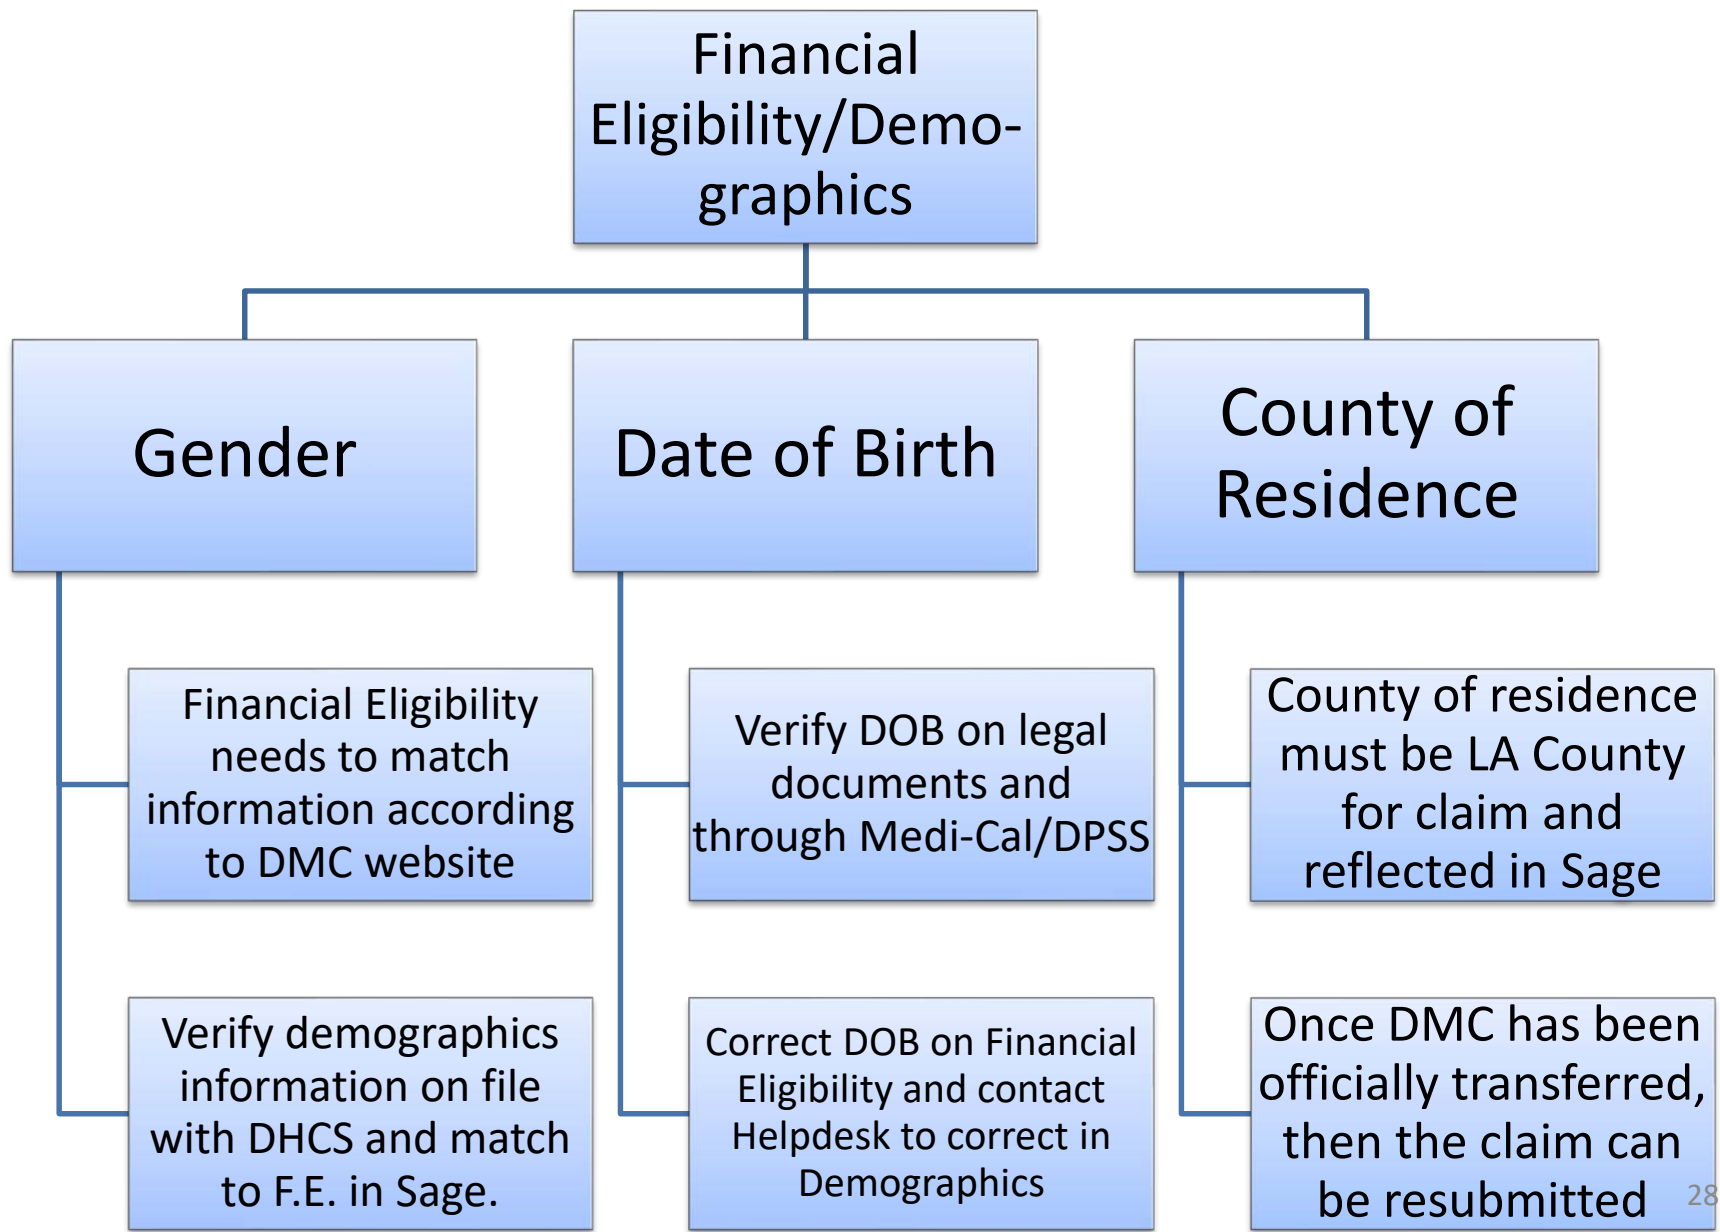 Financial
Eligibility/Demo-
graphics
Gender
Date of Birth
County of
Residence
Financial Eligibility
needs to match
information according
to DMC website
Verify DOB on legal
documents and
through Medi-Cal/DPSS
County of residence
must be LA County
for claim and
reflected in Sage
Verify demographics
information on file
with DHCS and match
to F.E. in Sage.
Correct DOB on Financial
Eligibility and contact
Helpdesk to correct in
Demographics
Once DMC has been
officially transferred,
then the claim can
be resubmitted
28